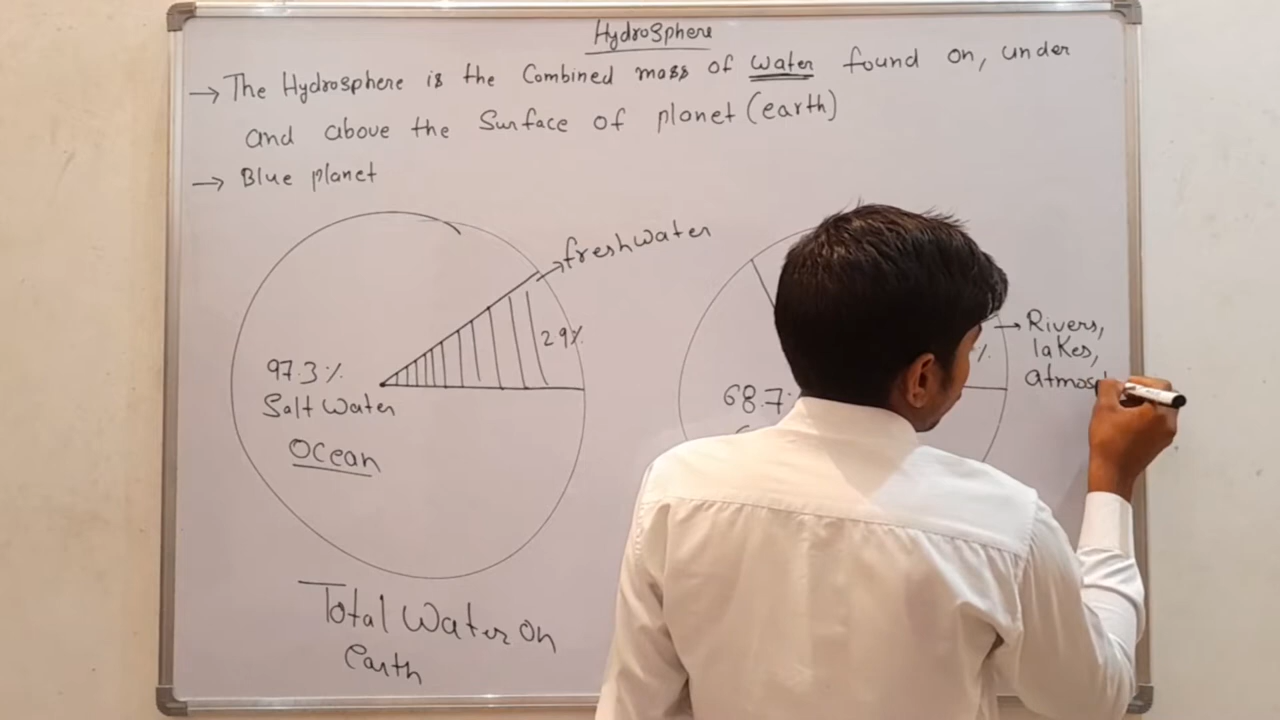 Hydrosphere
→ The Hydrosphere is the Combined mass of water found on, under
and above the Surface of planet (earth)
→ Blue planet
→ freshwater
2.9%
97.3%
Salt Water
Ocean
Total Water on
earth
68.7
%
→ Rivers,
lakes,
atmos